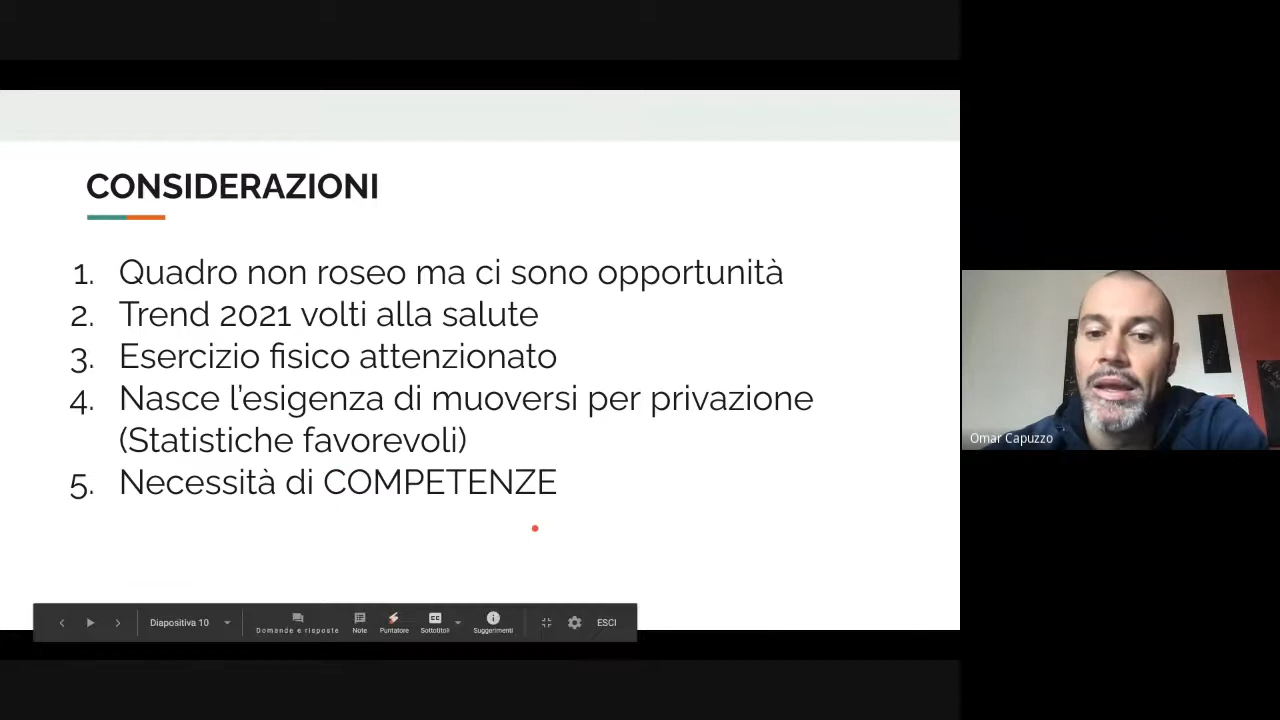 CONSIDERAZIONI
1. Quadro non roseo ma ci sono opportunità
2. Trend 2021 volti alla salute
3. Esercizio fisico attenzionato
4. Nasce l'esigenza di muoversi per privazione
(Statistiche favorevoli)
5. Necessità di COMPETENZE
Omar Capuzzo
Diapositiva 10
Domande e risposte
Note
Puntatore
Sottotitoli
Suggerimenti
ESCI